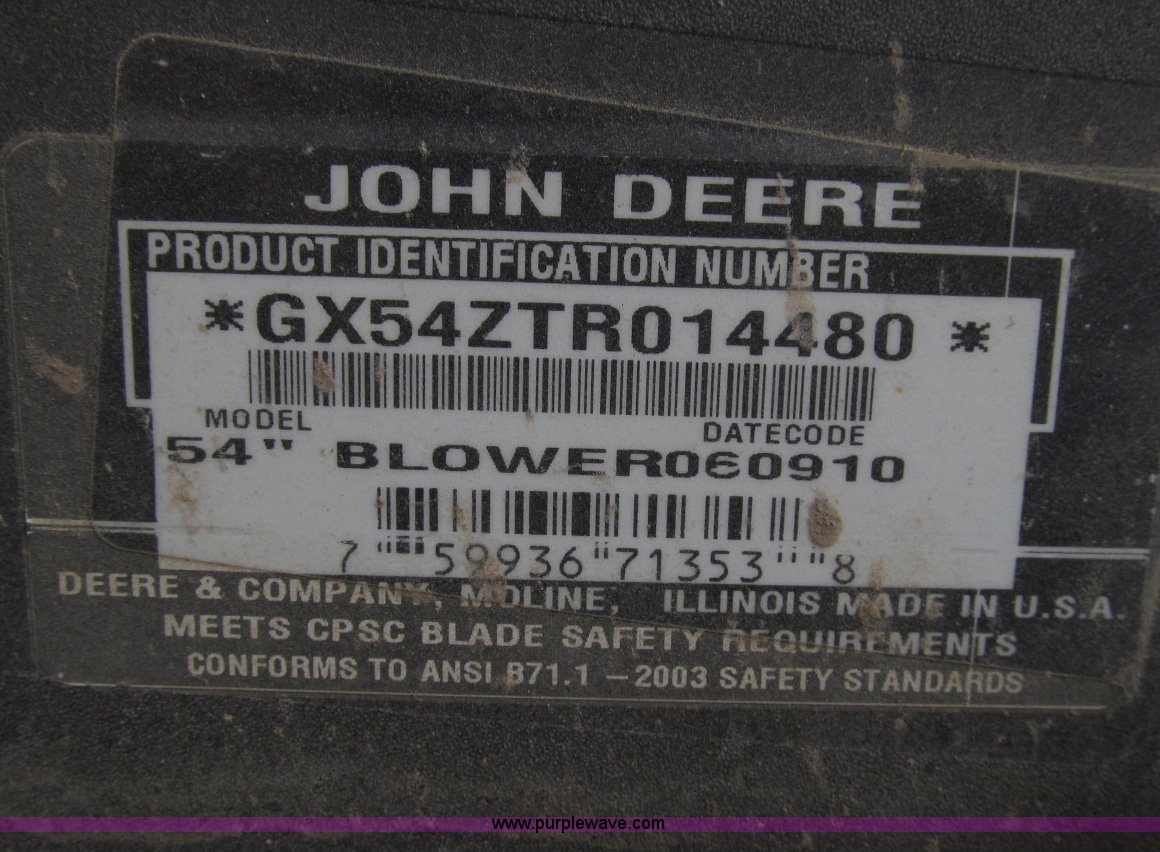 JOHN DEERE
PRODUCT IDENTIFICATION NUMBER
*GX54ZTR014480 *
MODEL DATECODE
54" BLOWER060910
7 59936 71353 8
DEERE & COMPANY, MOLINE, ILLINOIS MADE IN U.S.A.
MEETS CPSC BLADE SAFETY REQUIREMENTS
CONFORMS TO ANSI B71.1 - 2003 SAFETY STANDARDS
www.purplewave.com